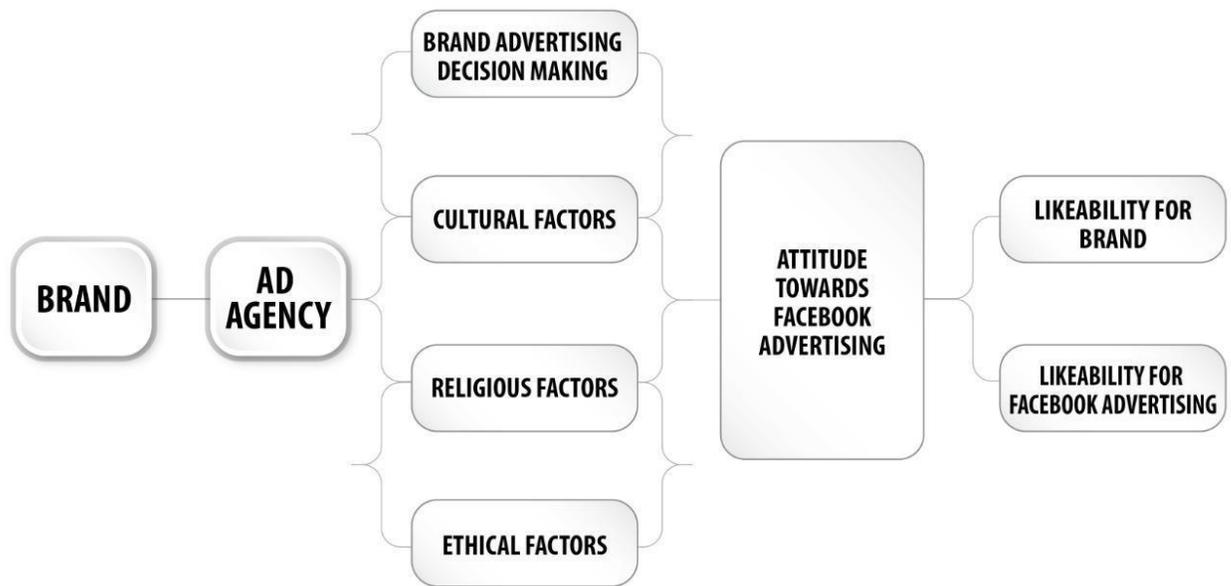 BRAND
AD
AGENCY
BRAND ADVERTISING
DECISION MAKING
CULTURAL FACTORS
RELIGIOUS FACTORS
ETHICAL FACTORS
ATTITUDE
TOWARDS
FACEBOOK
ADVERTISING
LIKEABILITY FOR
BRAND
LIKEABILITY FOR
FACEBOOK ADVERTISING